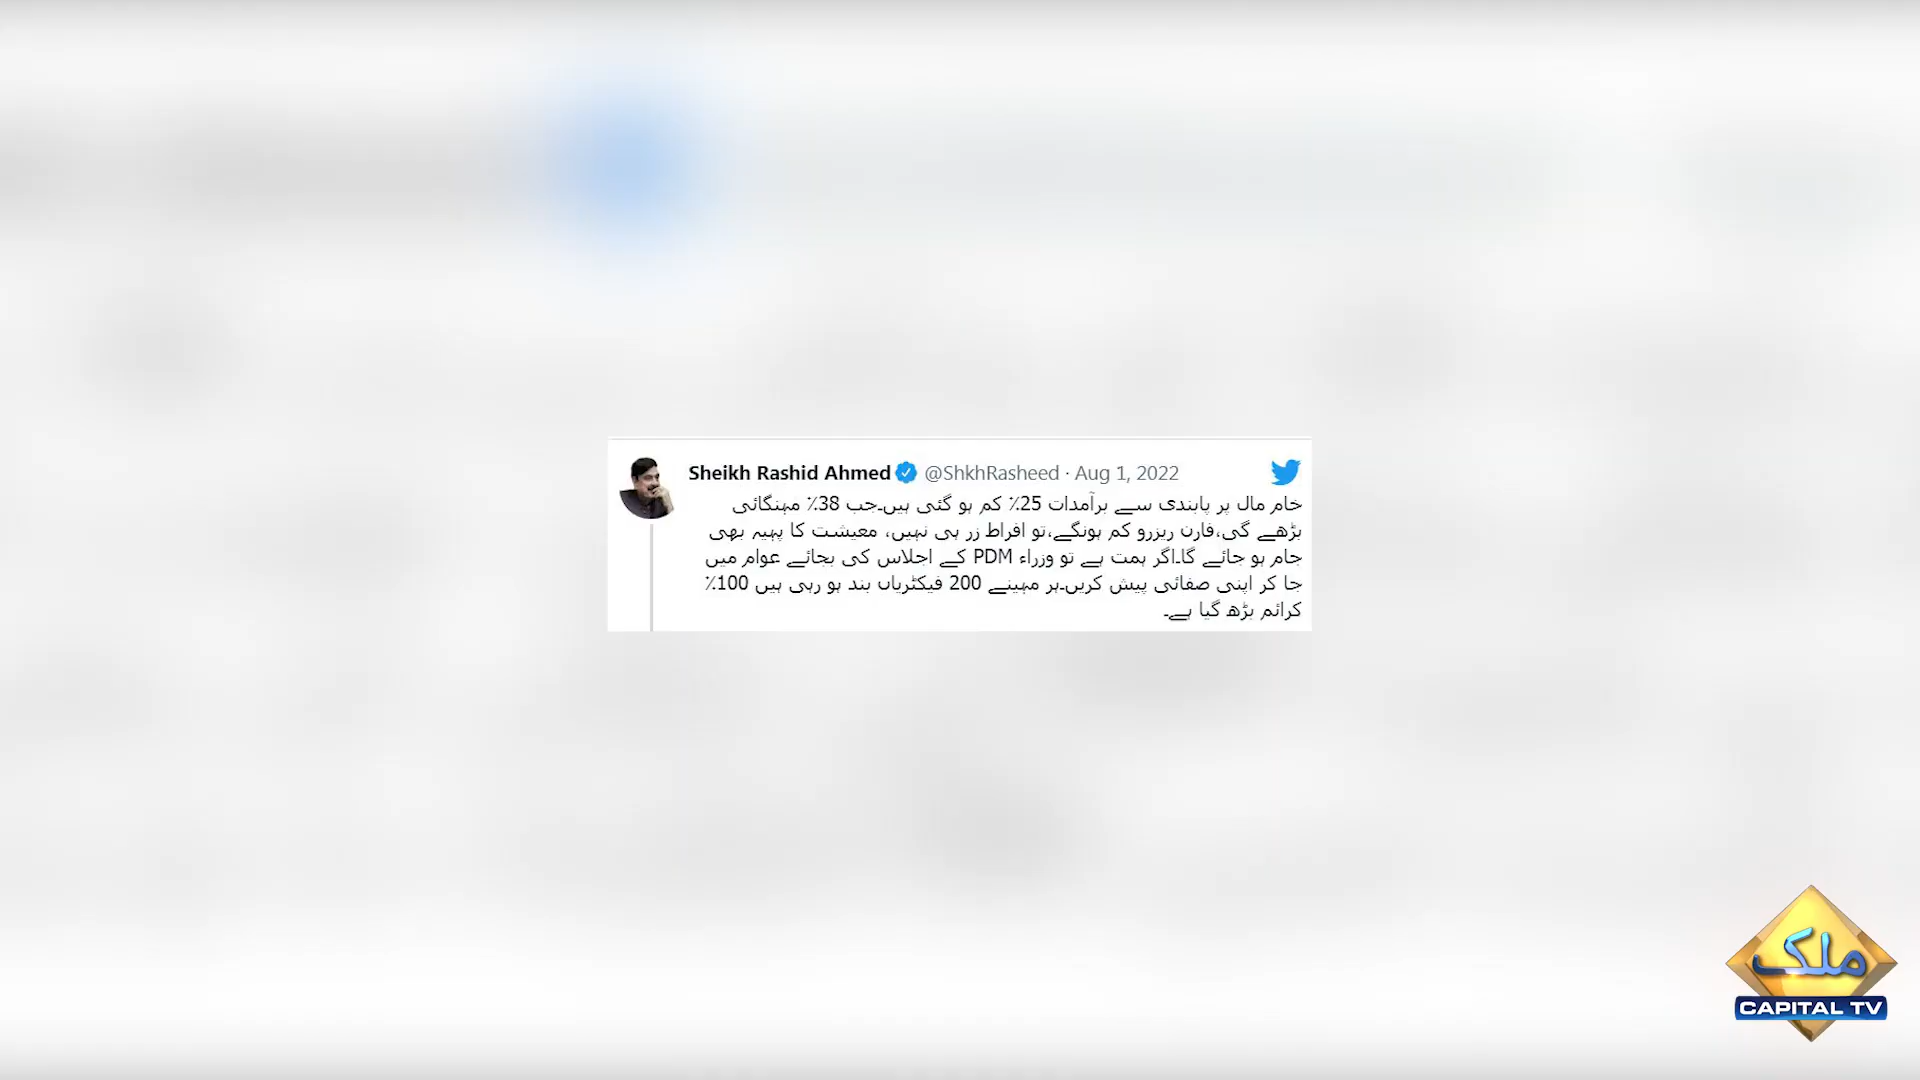 Sheikh Rashid Ahmed @ShkhRasheed · Aug 1, 2022
خام مال پر پابندی سے برآمدات 25٪ کم ہو گئی ہیں۔جب 38٪ مہنگائی
بڑھے گی،فارن ریزرو کم ہونگے،تو افراط زر ہی نہیں، معیشت کا پہیہ بھی
جام ہو جائے گا۔اگر ہمت ہے تو وزراء PDM کے اجلاس کی بجائے عوام میں
جا کر اپنی صفائی پیش کریں۔ہر مہینے 200 فیکٹریاں بند ہو رہی ہیں 100٪
کرائم بڑھ گیا ہے۔
ملک
CAPITAL TV